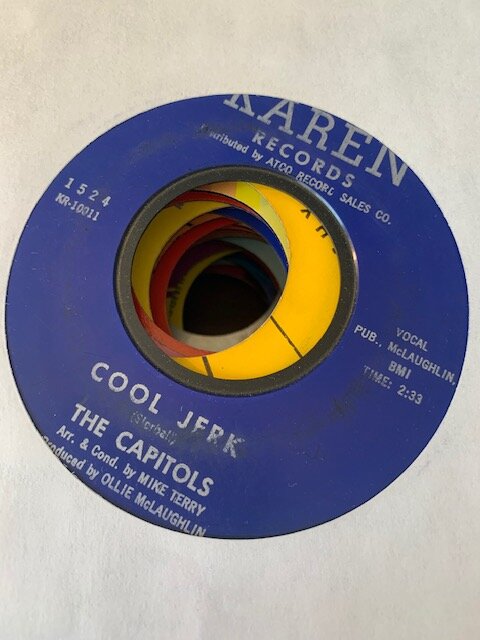 KAREN
RECORDS
Distributed by ATCO RECORD SALES CO.
1524
KR-10011
VOCAL
PUB., McLAUGHLIN,
BMI
TIME: 2:33
COOL JERK
(Storball)
THE CAPITOLS
Arr. & Cond. by MIKE TERRY
Produced by OLLIE McLAUGHLIN